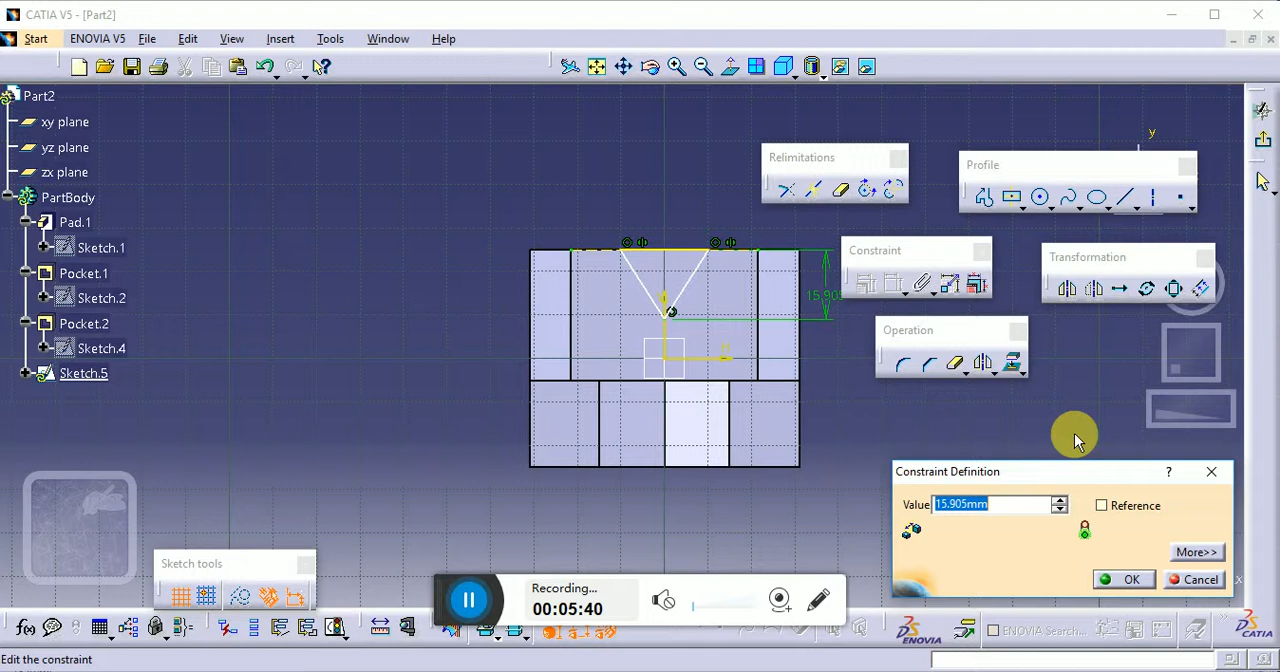 CATIA V5 - [Part2]
Start ENOVIA V5 File Edit View Insert Tools Window Help
Part2
xy plane
yz plane
zx plane
PartBody
Pad.1
Sketch.1
Pocket.1
Sketch.2
Pocket.2
Sketch.4
Sketch.5
Relimitations
Profile
y
Constraint
Transformation
15.905
Operation
H
Constraint Definition ?
Value 15.905mm Reference
More>>
OK Cancel
x
Sketch tools
Recording...
00:05:40
f(x)
ENOVIA
ENOVIA Search...
CATIA
Edit the constraint